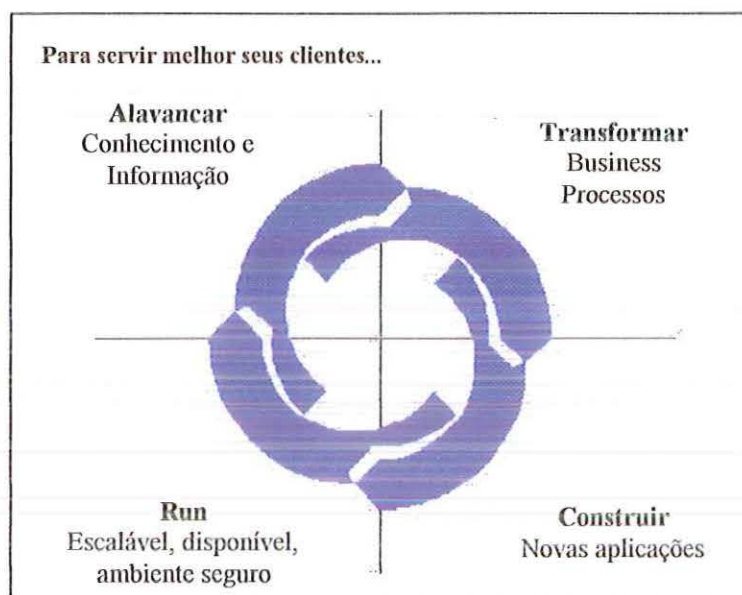 Para servir melhor seus clientes...
Alavancar
Conhecimento e
Informação
Transformar
Business
Processos
Run
Escalável, disponível,
ambiente seguro
Construir
Novas aplicações